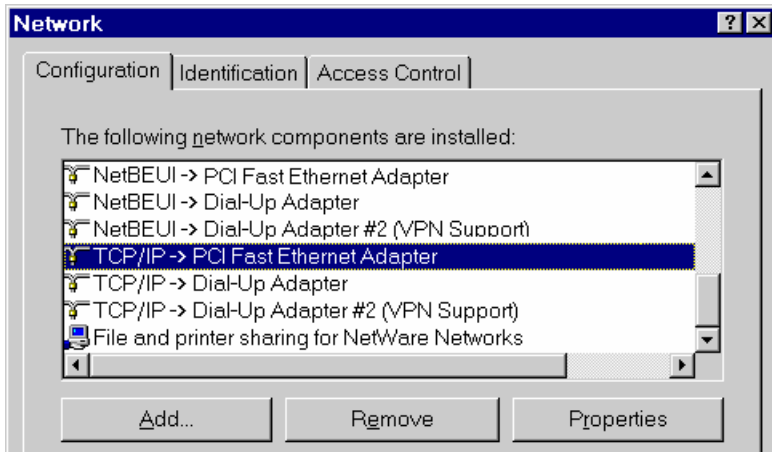 Network
Configuration Identification Access Control
The following network components are installed:
NetBEUI -> PCI Fast Ethernet Adapter
NetBEUI -> Dial-Up Adapter
NetBEUI -> Dial-Up Adapter #2 (VPN Support)
TCP/IP -> PCI Fast Ethernet Adapter
TCP/IP -> Dial-Up Adapter
TCP/IP -> Dial-Up Adapter #2 (VPN Support)
File and printer sharing for NetWare Networks
Add... Remove Properties